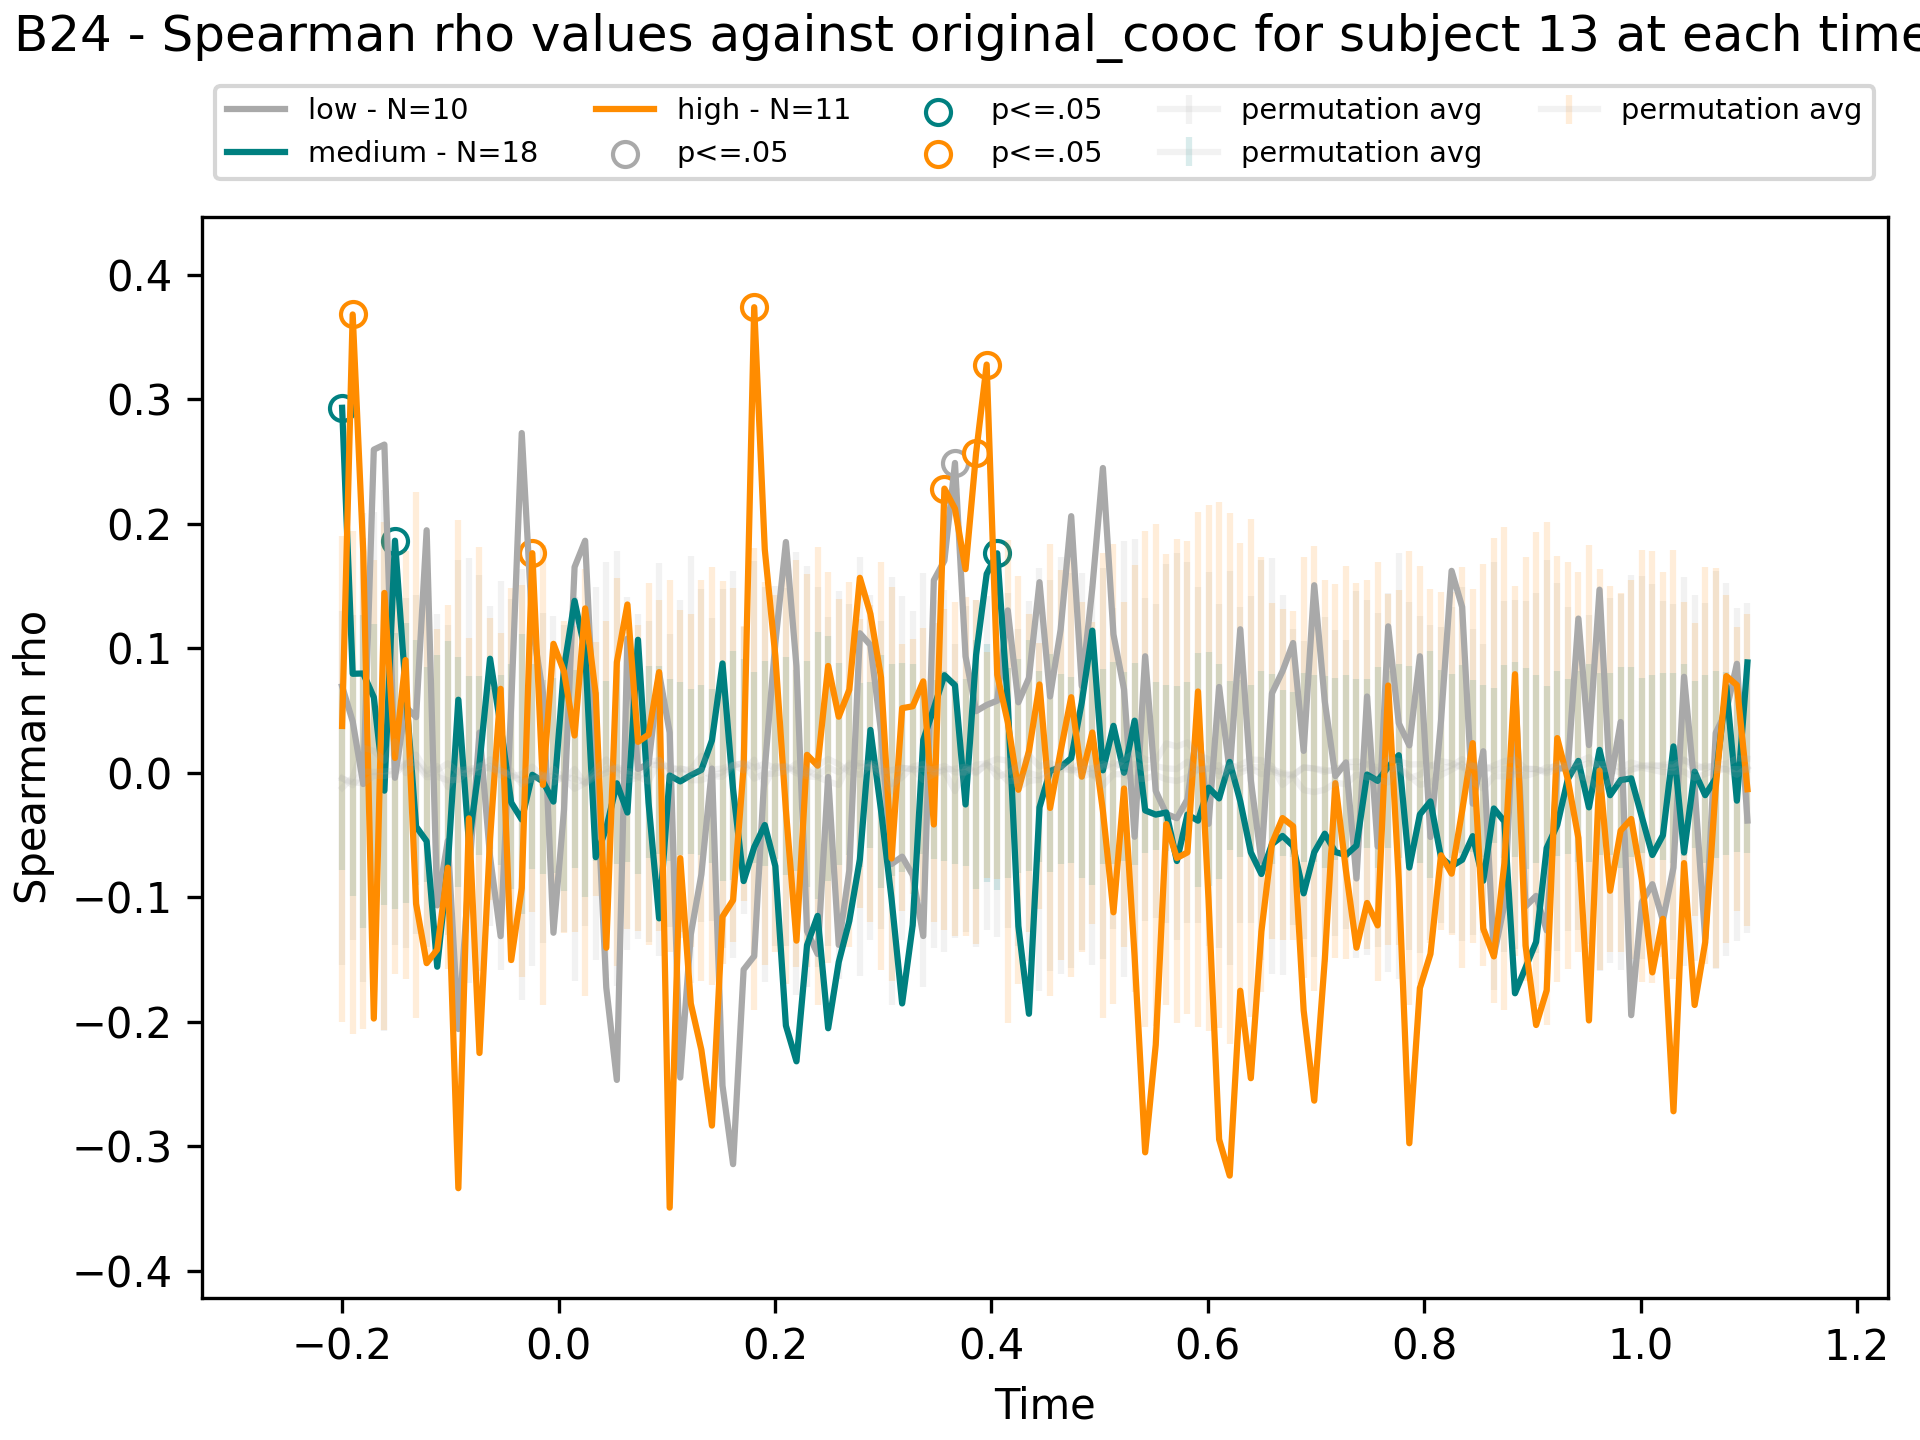 B24 - Spearman rho values against original_cooc for subject 13 at each time
low - N=10
medium - N=18
high - N=11
p<=.05
p<=.05
p<=.05
permutation avg
permutation avg
permutation avg
Spearman rho
0.4
0.3
0.2
0.1
0.0
−0.1
−0.2
−0.3
−0.4
−0.2
0.0
0.2
0.4
0.6
0.8
1.0
1.2
Time